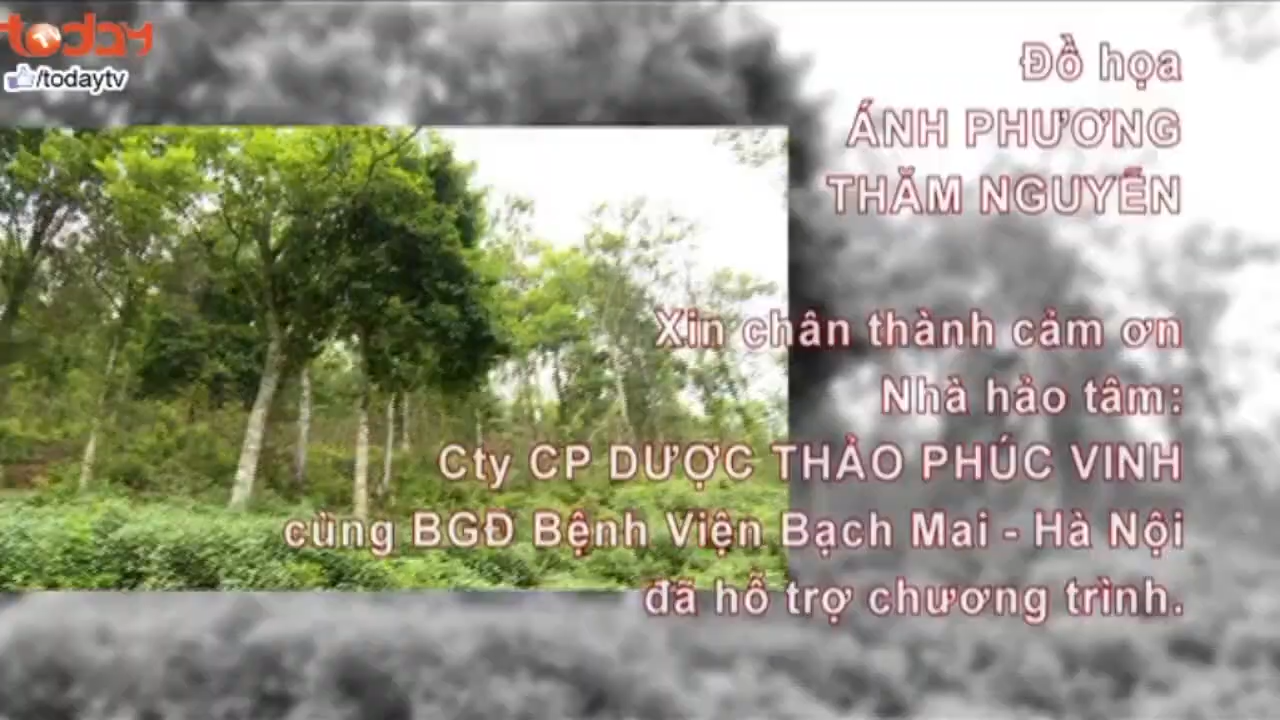 today
/todaytv
Đồ họa
ÁNH PHƯƠNG
THẮM NGUYỄN
Xin chân thành cảm ơn
Nhà hảo tâm:
Cty CP DƯỢC THẢO PHÚC VINH
cùng BGĐ Bệnh Viện Bạch Mai - Hà Nội
đã hỗ trợ chương trình.